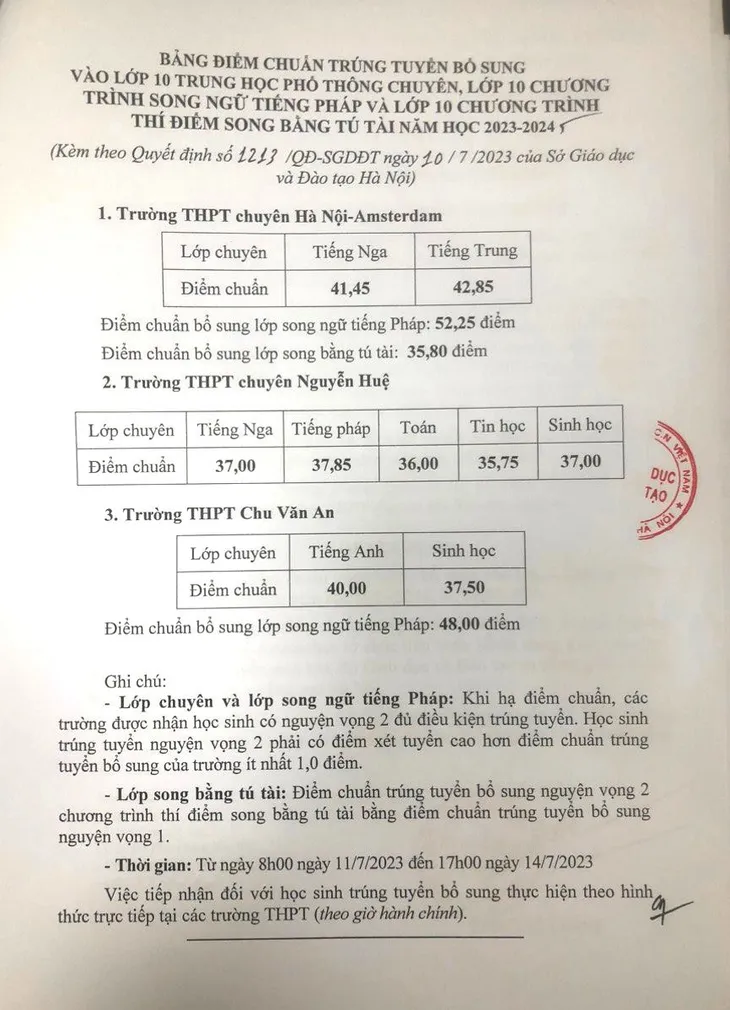 BẢNG ĐIỂM CHUẨN TRÚNG TUYỂN BỔ SUNG
VÀO LỚP 10 TRUNG HỌC PHỔ THÔNG CHUYÊN, LỚP 10 CHƯƠNG
TRÌNH SONG NGỮ TIẾNG PHÁP VÀ LỚP 10 CHƯƠNG TRÌNH
THÍ ĐIỂM SONG BẰNG TÚ TÀI NĂM HỌC 2023-2024
(Kèm theo Quyết định số 1213 /QĐ-SGDĐT ngày 10 / 7 /2023 của Sở Giáo dục
và Đào tạo Hà Nội)
1. Trường THPT chuyên Hà Nội-Amsterdam
Lớp chuyên Tiếng Nga Tiếng Trung
Điểm chuẩn 41,45 42,85
Điểm chuẩn bổ sung lớp song ngữ tiếng Pháp: 52,25 điểm
Điểm chuẩn bổ sung lớp song bằng tú tài: 35,80 điểm
2. Trường THPT chuyên Nguyễn Huệ
Lớp chuyên Tiếng Nga Tiếng pháp Toán Tin học Sinh học
Điểm chuẩn 37,00 37,85 36,00 35,75 37,00
VIỆT NAM
DỤC
TẠO
HÀ NỘI
3. Trường THPT Chu Văn An
Lớp chuyên Tiếng Anh Sinh học
Điểm chuẩn 40,00 37,50
Điểm chuẩn bổ sung lớp song ngữ tiếng Pháp: 48,00 điểm
Ghi chú:
- Lớp chuyên và lớp song ngữ tiếng Pháp: Khi hạ điểm chuẩn, các
trường được nhận học sinh có nguyện vọng 2 đủ điều kiện trúng tuyển. Học sinh
trúng tuyển nguyện vọng 2 phải có điểm xét tuyển cao hơn điểm chuẩn trúng
tuyển bổ sung của trường ít nhất 1,0 điểm.
- Lớp song bằng tú tài: Điểm chuẩn trúng tuyển bổ sung nguyện vọng 2
chương trình thí điểm song bằng tú tài bằng điểm chuẩn trúng tuyển bổ sung
nguyện vọng 1.
- Thời gian: Từ ngày 8h00 ngày 11/7/2023 đến 17h00 ngày 14/7/2023
Việc tiếp nhận đối với học sinh trúng tuyển bổ sung thực hiện theo hình
thức trực tiếp tại các trường THPT (theo giờ hành chính).